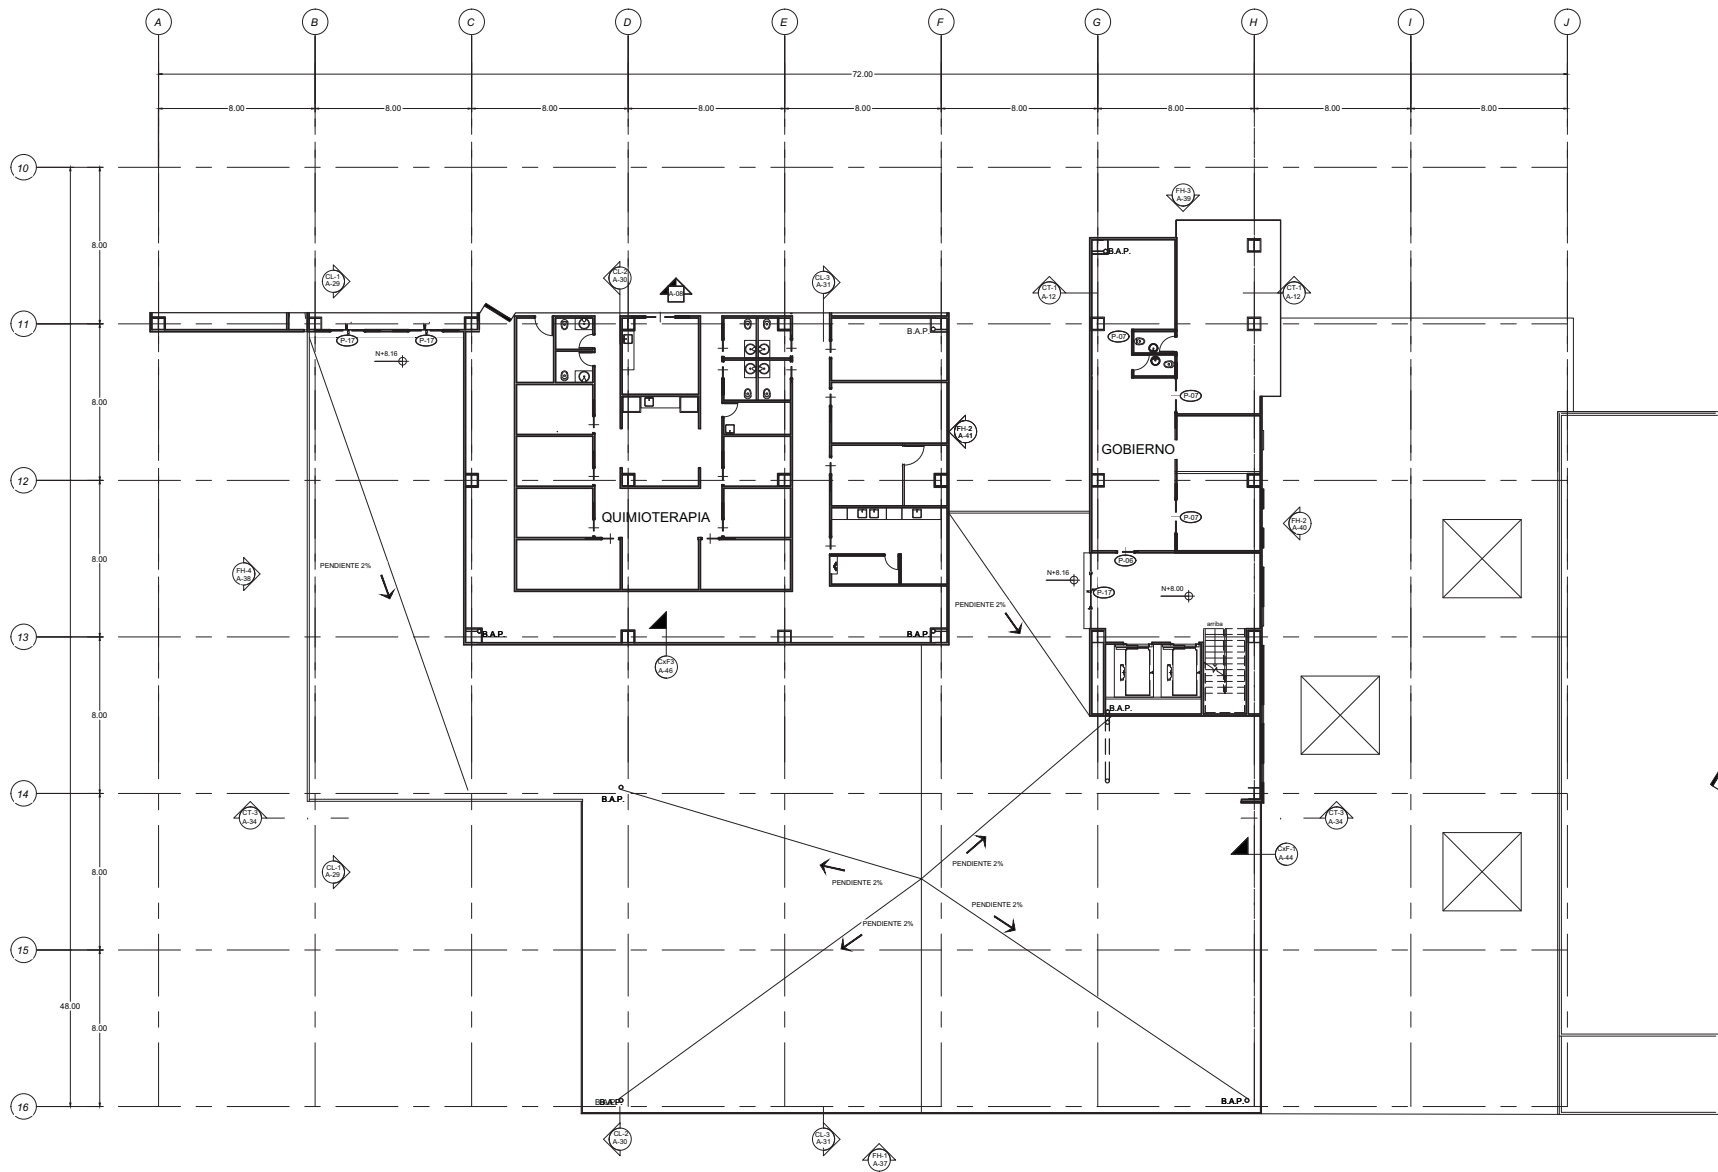 A
B
C
D
E
F
G
H
I
J
72.00
8.00
8.00
8.00
8.00
8.00
8.00
8.00
8.00
8.00
10
FH-3
A-39
8.00
B.A.P.
CL-1
A-29
CL-2
A-30
A-08
CL-3
A-31
CT-1
A-12
CT-1
A-12
11
B.A.P.
P-17
P-17
P-07
N+8.16
P-07
8.00
FH-2
A-41
GOBIERNO
12
QUIMIOTERAPIA
P-07
FH-2
A-40
8.00
PENDIENTE 2%
FH-4
A-38
P-06
N+8.16
N+8.00
P-17
PENDIENTE 2%
arriba
13
B.A.P.
B.A.P.
CxF3
A-46
8.00
B.A.P.
14
B.A.P.
CT-3
A-34
CT-3
A-34
CxF-1
A-44
PENDIENTE 2%
8.00
CL-1
A-29
PENDIENTE 2%
PENDIENTE 2%
PENDIENTE 2%
15
48.00
8.00
16
B.A.P.
B.A.P.
CL-2
A-30
CL-3
A-31
FH-1
A-37